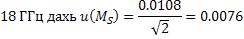 18 ГГц дахь u(M_S) = 0.0108/√2 = 0.0076